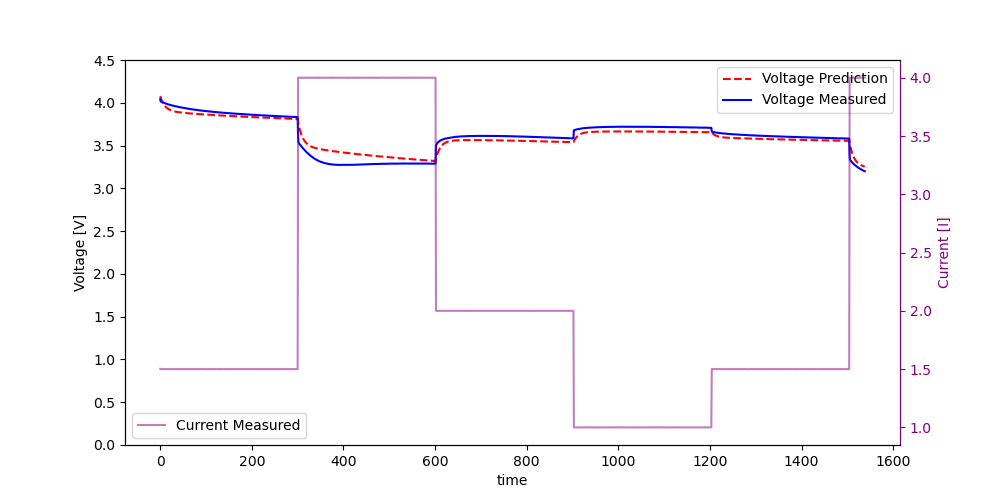 Voltage Prediction
Voltage Measured
Current Measured
Voltage [V]
4.5
4.0
3.5
3.0
2.5
2.0
1.5
1.0
0.5
0.0
4.0
3.5
3.0
2.5
2.0
1.5
1.0
Current [I]
0 200 400 600 800 1000 1200 1400 1600
time